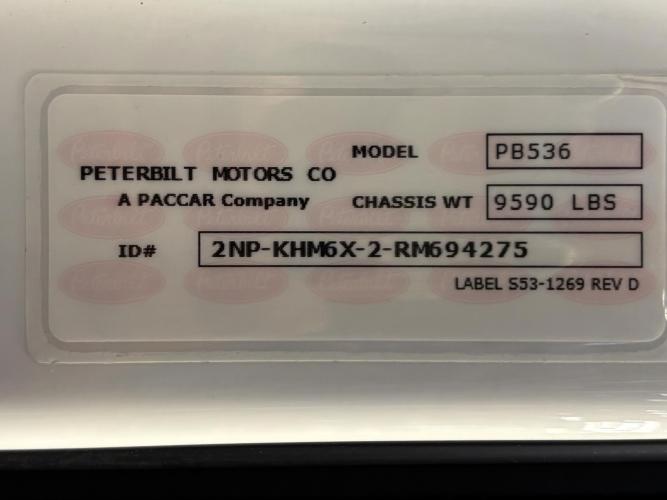 MODEL PB536
PETERBILT MOTORS CO
A PACCAR Company
CHASSIS WT 9590 LBS
ID# 2NP-KHM6X-2-RM694275
LABEL S53-1269 REV D